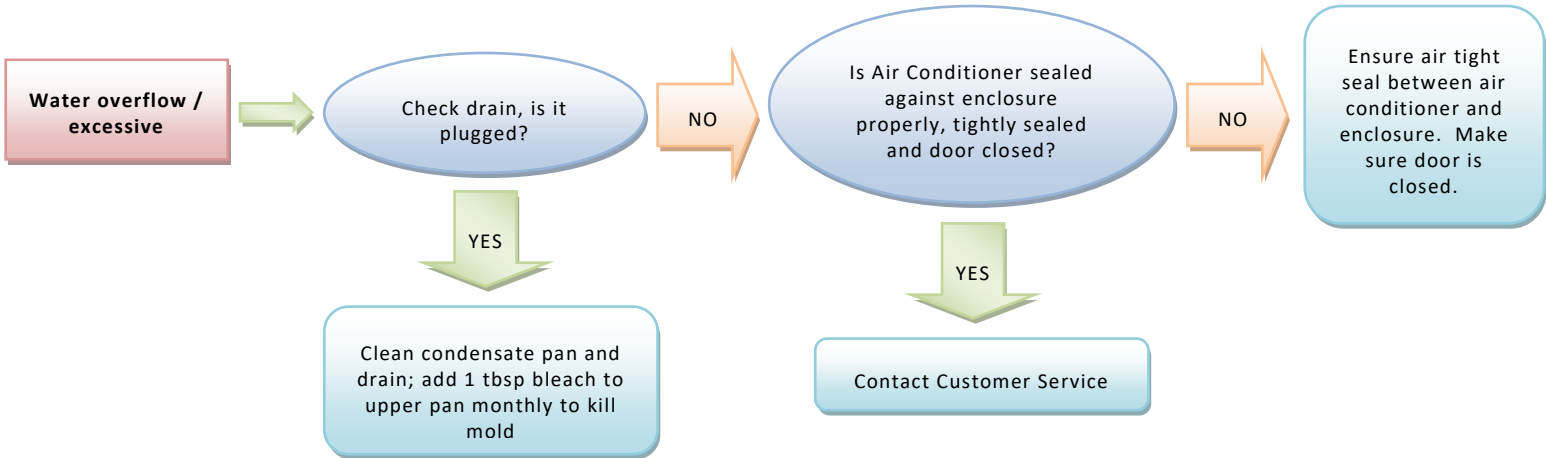 Water overflow /
excessive
Check drain, is it
plugged?
NO
Is Air Conditioner sealed
against enclosure
properly, tightly sealed
and door closed?
NO
Ensure air tight
seal between air
conditioner and
enclosure.  Make
sure door is
closed.
YES
Clean condensate pan and
drain; add 1 tbsp bleach to
upper pan monthly to kill
mold
YES
Contact Customer Service